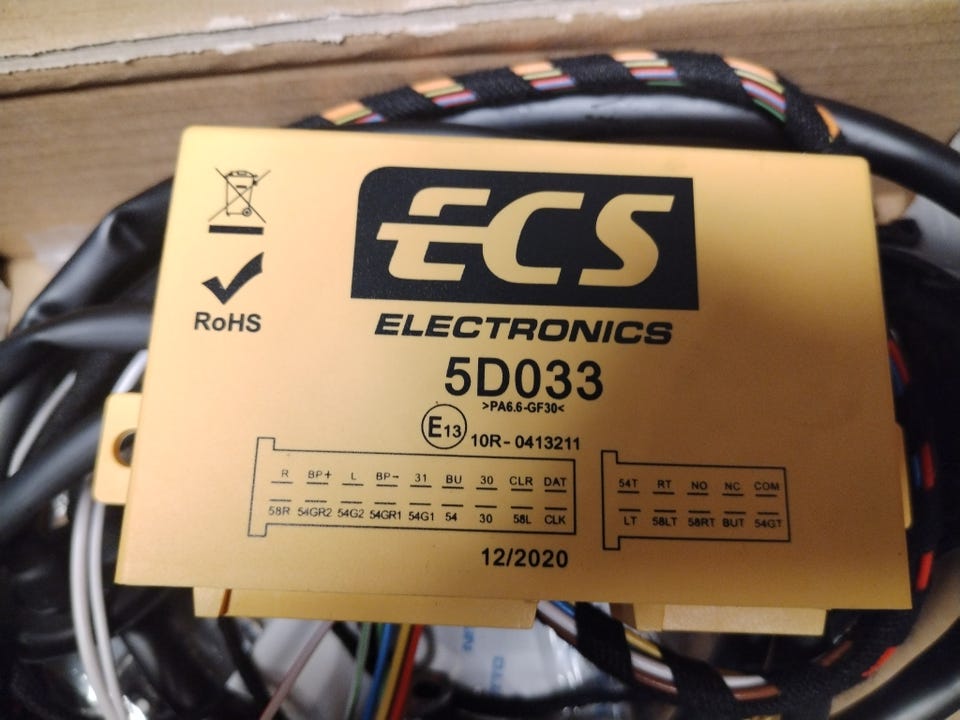 RoHS
ECS
ELECTRONICS
5D033
>PA6.6-GF30<
E13 10R-0413211
R BP+ L BP- 31 BU 30 CLR DAT
58R 54GR2 54G2 54GR1 54G1 54 30 58L CLK
54T RT NO NC COM
LT 58LT 58RT BUT 54GT
12/2020